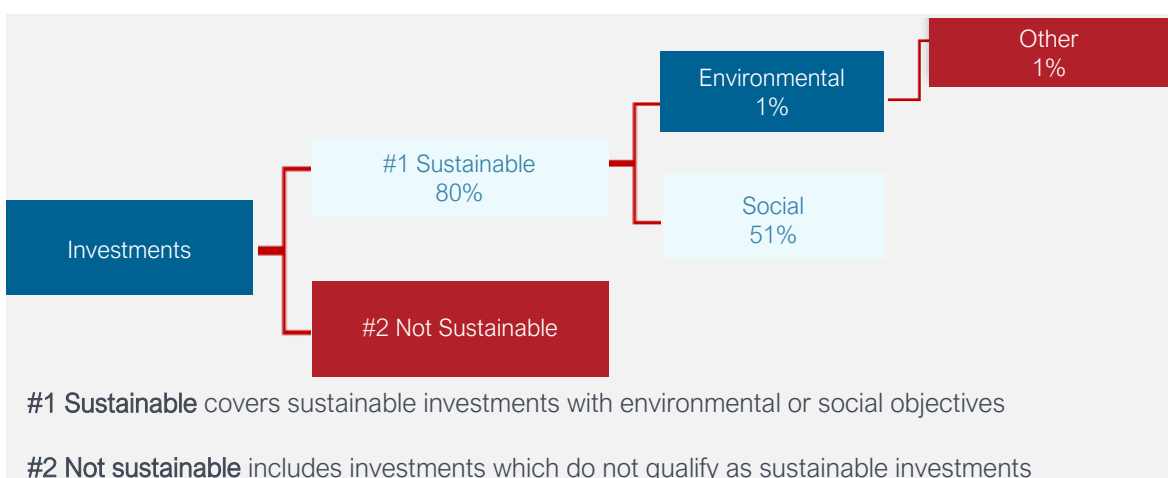 Other
1%
Environmental
1%
#1 Sustainable
80%
Social
51%
Investments
#2 Not Sustainable
#1 Sustainable covers sustainable investments with environmental or social objectives
#2 Not sustainable includes investments which do not qualify as sustainable investments